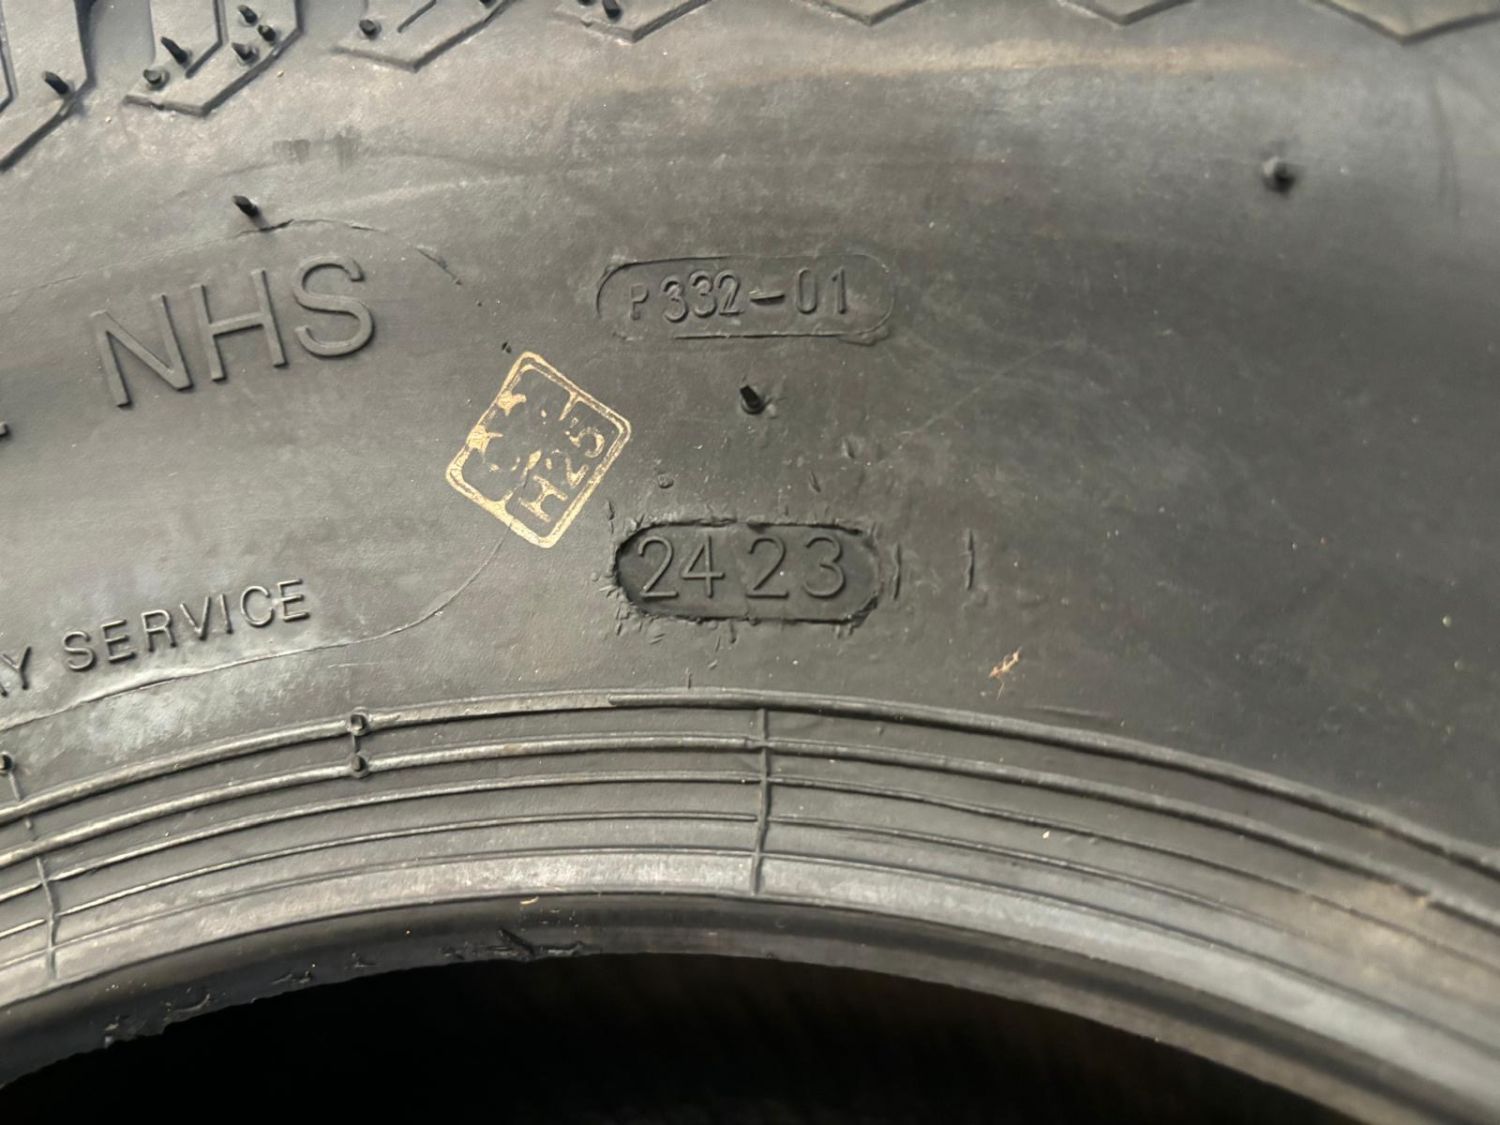 NHS
P332-01
H25
2423
SERVICE